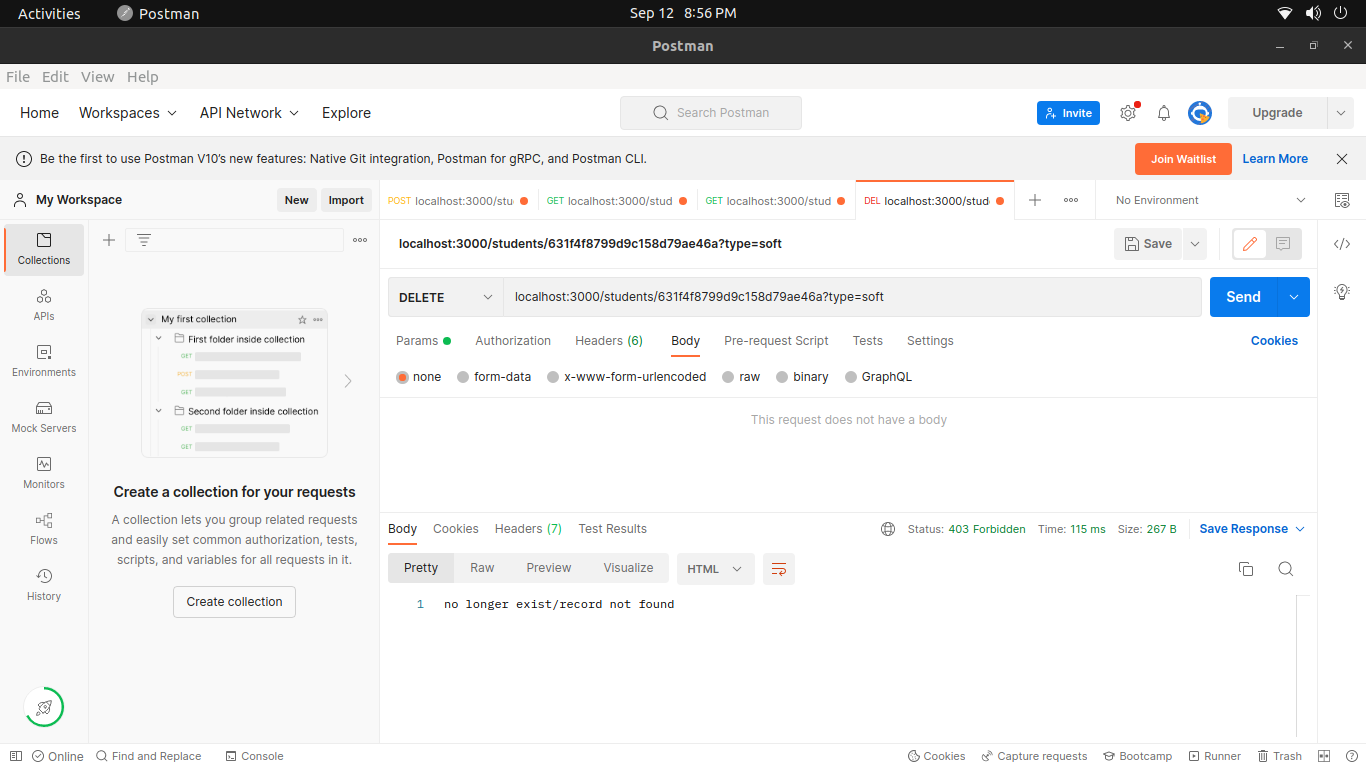 Activities Postman Sep 12 8:56 PM
Postman
File Edit View Help
Home Workspaces API Network Explore Search Postman Invite Upgrade
Be the first to use Postman V10's new features: Native Git integration, Postman for gRPC, and Postman CLI. Join Waitlist Learn More
My Workspace New Import
POST localhost:3000/stud GET localhost:3000/stud GET localhost:3000/stud DEL localhost:3000/stud No Environment
Collections
APIs
Environments
Mock Servers
Monitors
Flows
History
My first collection
First folder inside collection
GET
POST
GET
Second folder inside collection
GET
GET
Create a collection for your requests
A collection lets you group related requests
and easily set common authorization, tests,
scripts, and variables for all requests in it.
Create collection
localhost:3000/students/631f4f8799d9c158d79ae46a?type=soft Save
DELETE localhost:3000/students/631f4f8799d9c158d79ae46a?type=soft Send
Params Authorization Headers (6) Body Pre-request Script Tests Settings Cookies
none form-data x-www-form-urlencoded raw binary GraphQL
This request does not have a body
Body Cookies Headers (7) Test Results Status: 403 Forbidden Time: 115 ms Size: 267 B Save Response
Pretty Raw Preview Visualize HTML
1 no longer exist/record not found
Online Find and Replace Console Cookies Capture requests Bootcamp Runner Trash